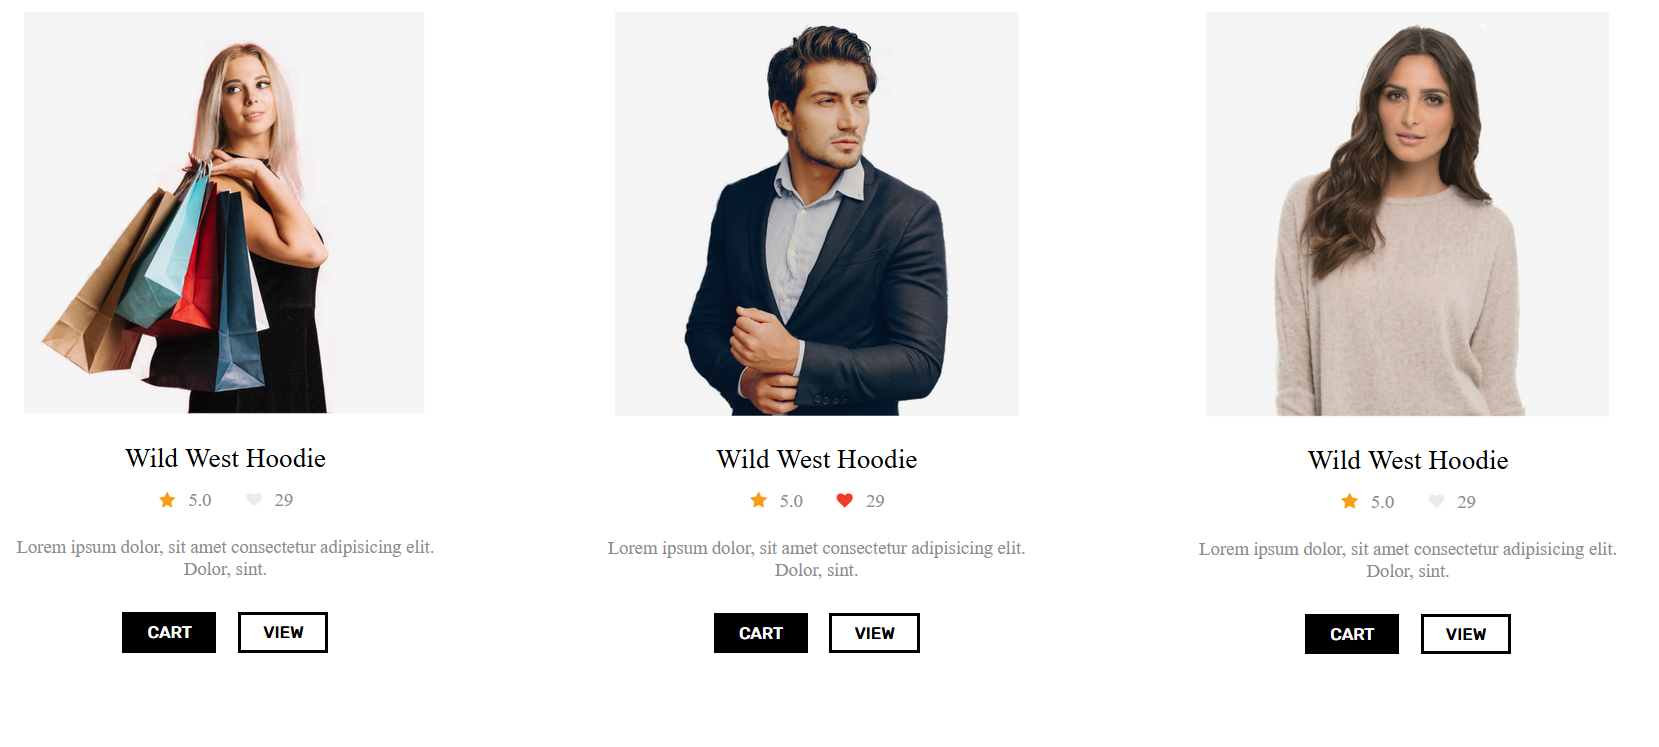 Wild West Hoodie
5.0 29
Lorem ipsum dolor, sit amet consectetur adipisicing elit.
Dolor, sint.
CART VIEW
Wild West Hoodie
5.0 29
Lorem ipsum dolor, sit amet consectetur adipisicing elit.
Dolor, sint.
CART VIEW
Wild West Hoodie
5.0 29
Lorem ipsum dolor, sit amet consectetur adipisicing elit.
Dolor, sint.
CART VIEW